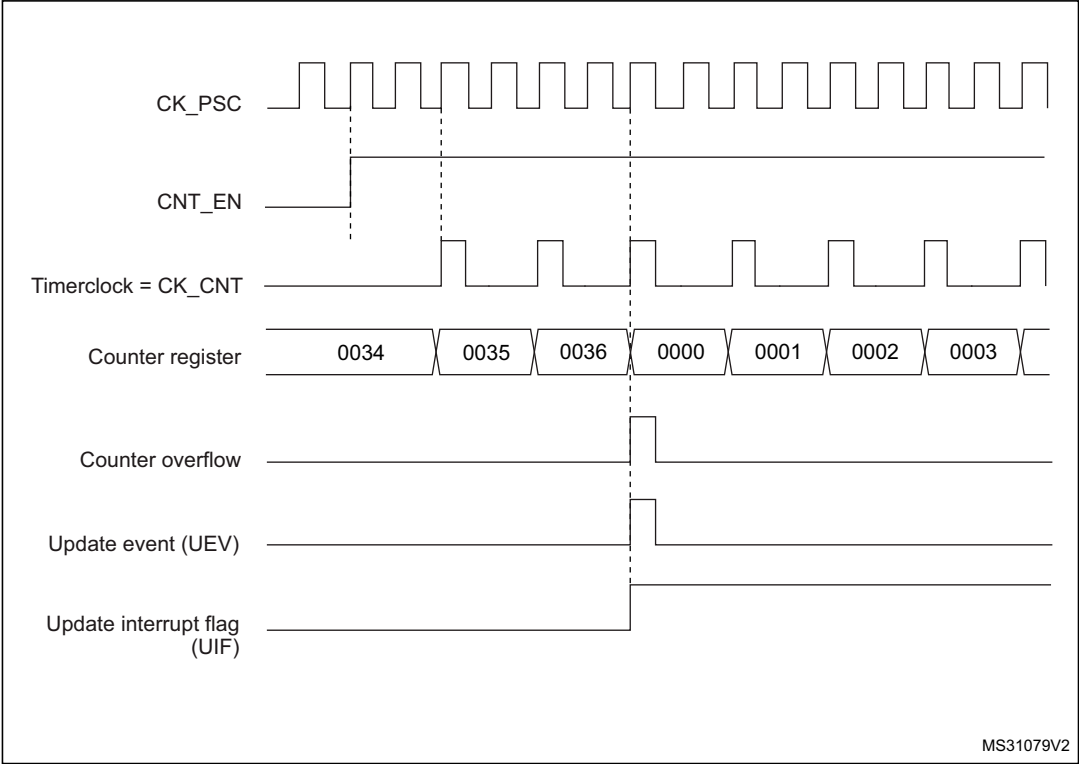 CK_PSC
CNT_EN
Timerclock = CK_CNT
Counter register
0034 0035 0036 0000 0001 0002 0003
Counter overflow
Update event (UEV)
Update interrupt flag
(UIF)
MS31079V2